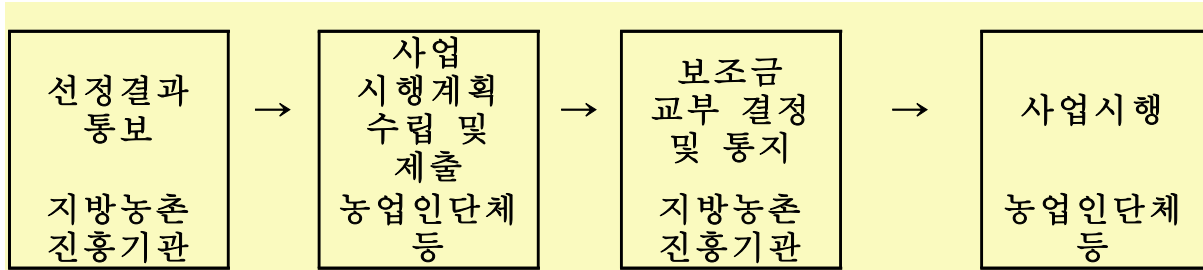 선정결과
통보
지방농촌
진흥기관
→
사업
시행계획
수립 및
제출
농업인단체
등
→
보조금
교부 결정
및 통지
지방농촌
진흥기관
→
사업시행
농업인단체
등